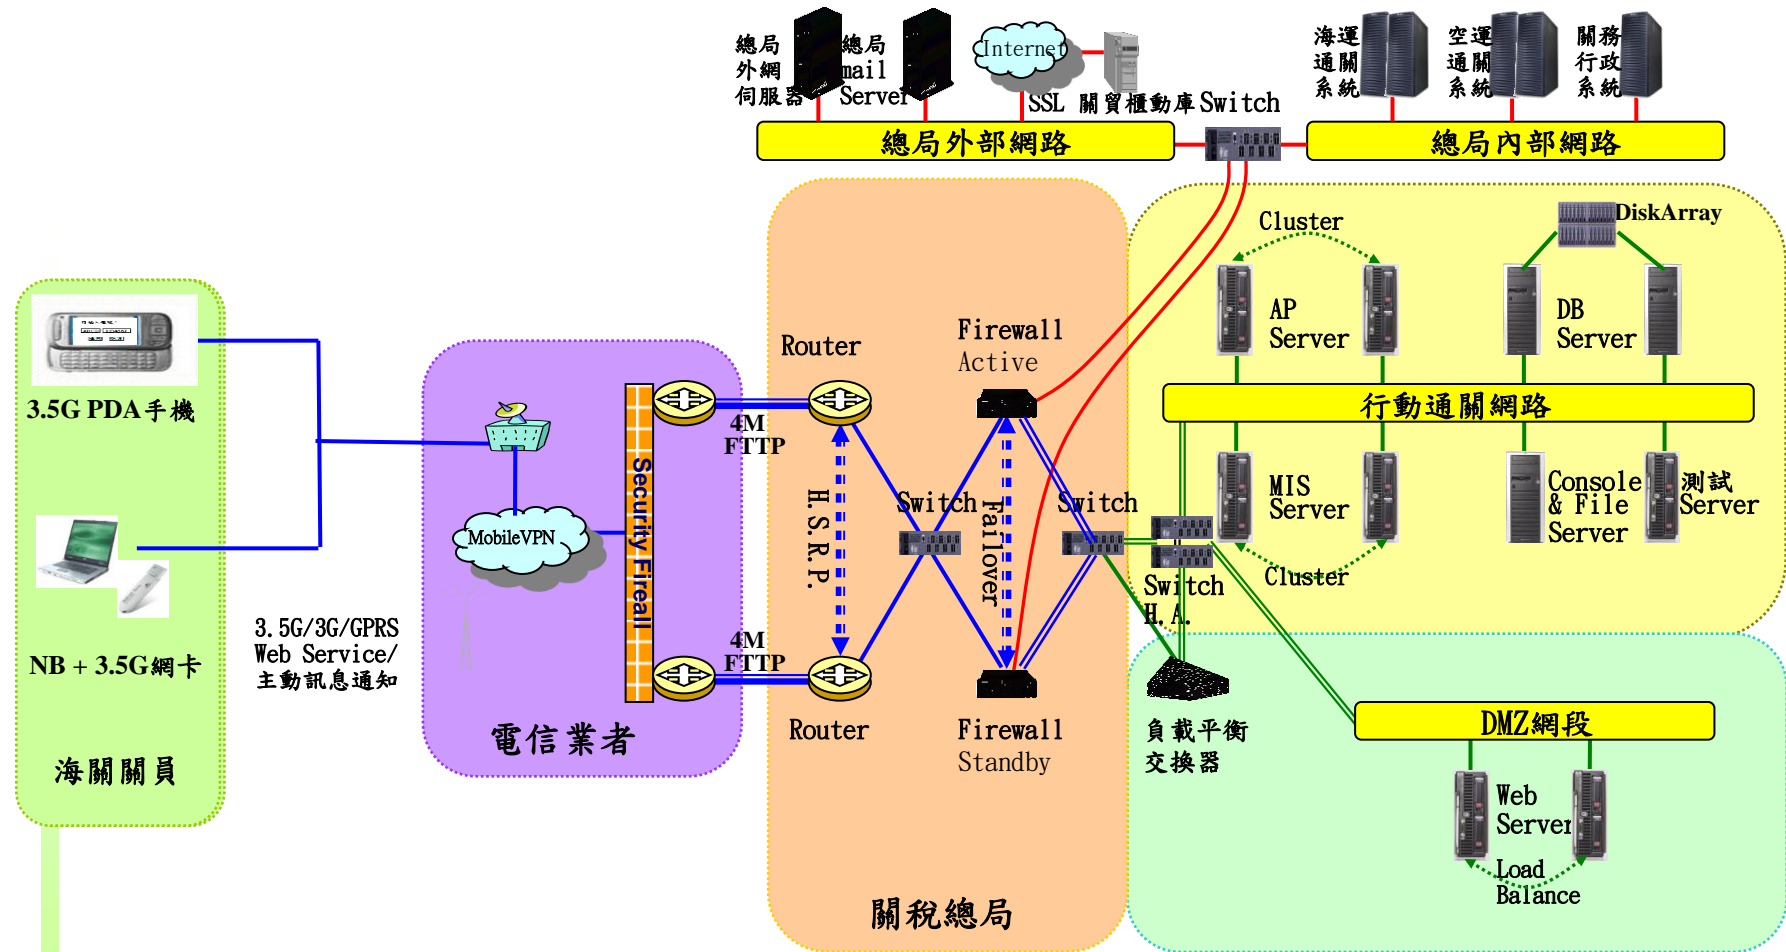 總局
外網
伺服器
總局
mail
Server
Internet
SSL 關貿櫃動庫
Switch
海運
通關
系統
空運
通關
系統
關務
行政
系統
總局外部網路
總局內部網路
3.5G PDA手機
NB + 3.5G網卡
海關關員
3.5G/3G/GPRS
Web Service/
主動訊息通知
MobileVPN
Security Fireall
電信業者
4M
FTTP
4M
FTTP
Router
H.S.R.P.
Router
Switch
Firewall
Active
Failover
Firewall
Standby
Switch
關稅總局
Cluster
AP
Server
DiskArray
DB
Server
行動通關網路
MIS
Server
Cluster
Console
& File
Server
測試
Server
Switch
H.A.
負載平衡
交換器
DMZ網段
Web
Server
Load
Balance